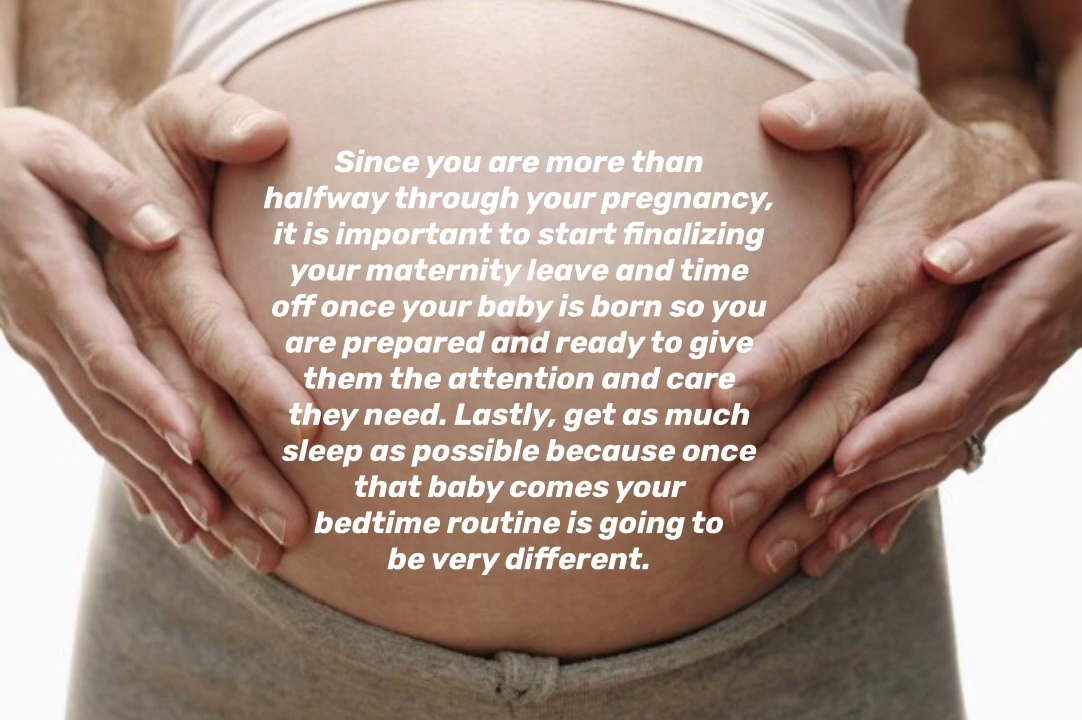 Since you are more than
halfway through your pregnancy,
it is important to start finalizing
your maternity leave and time
off once your baby is born so you
are prepared and ready to give
them the attention and care
they need. Lastly, get as much
sleep as possible because once
that baby comes your
bedtime routine is going to
be very different.